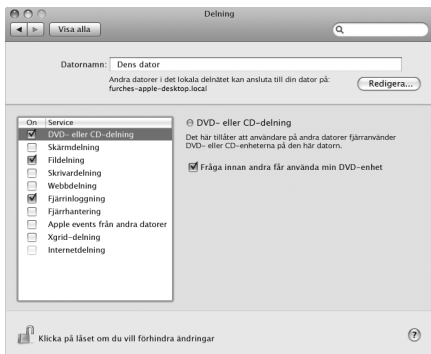 Delning
Visa alla
Datornamn: Dens dator
Andra datorer i det lokala delnätet kan ansluta till din dator på:
furches-apple-desktop.local
Redigera...
On Service
DVD- eller CD-delning
Skärmdelning
Fildelning
Skrivardelning
Webbdelning
Fjärrinloggning
Fjärrhantering
Apple events från andra datorer
Xgrid-delning
Internetdelning
DVD- eller CD-delning
Det här tillåter att användare på andra datorer fjärranvänder
DVD- eller CD-enheterna på den här datorn.
Fråga innan andra får använda min DVD-enhet
Klicka på låset om du vill förhindra ändringar
?